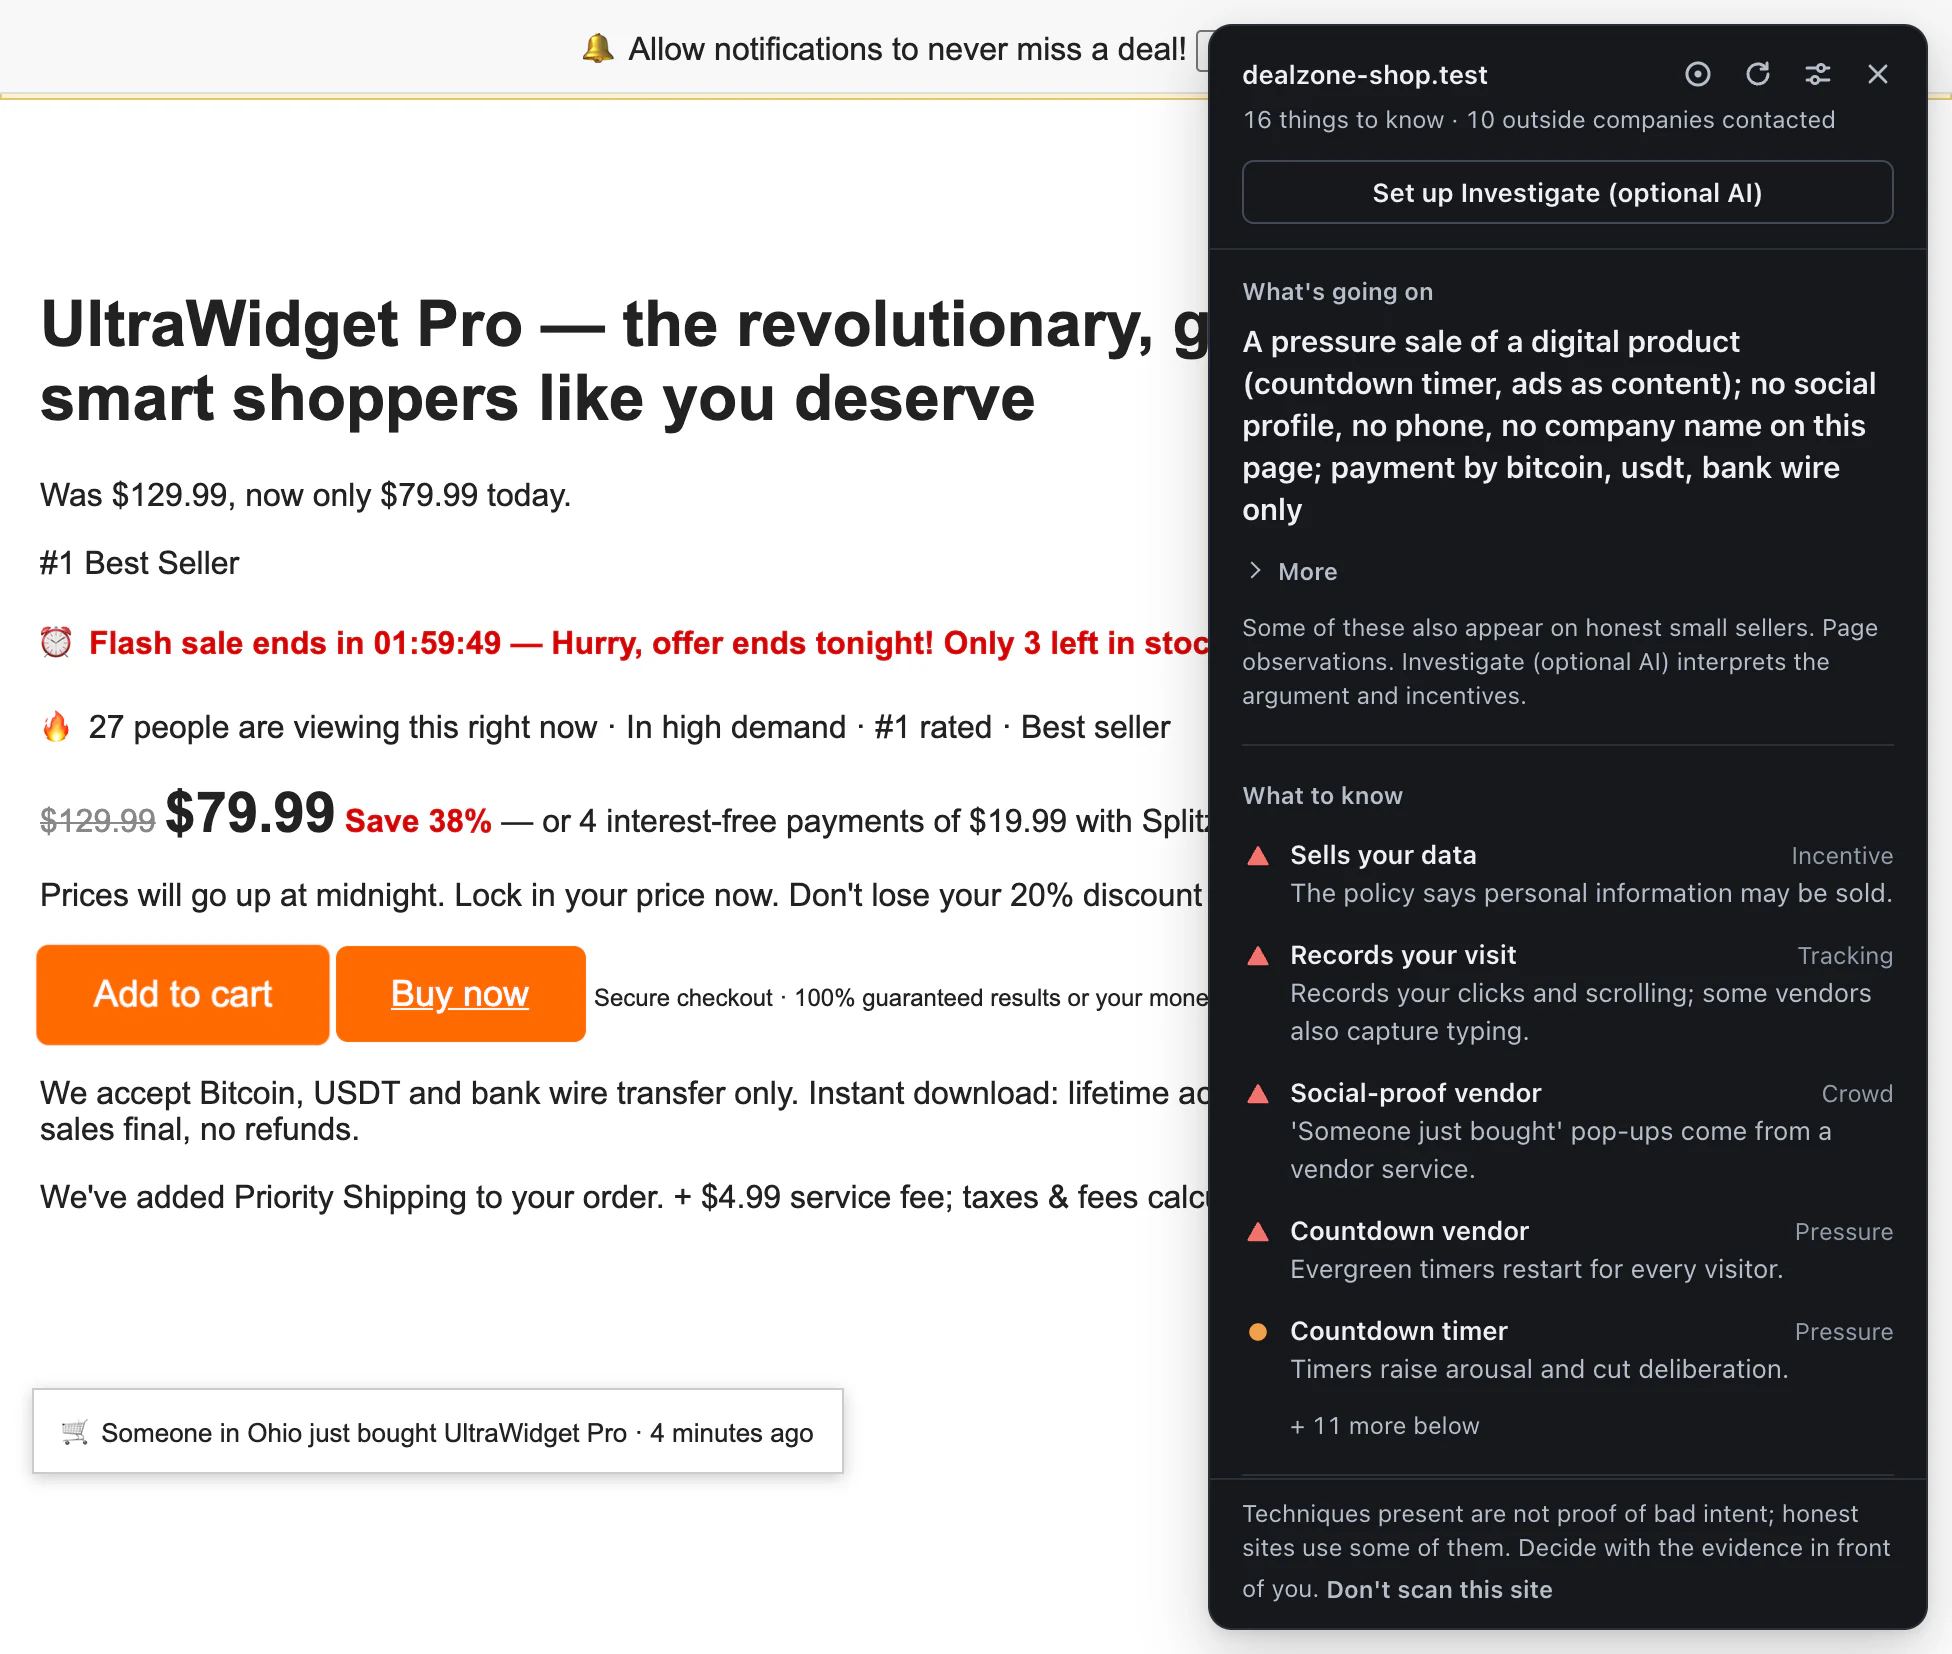 🔔 Allow notifications to never miss a deal!
UltraWidget Pro — the revolutionary, g
smart shoppers like you deserve
Was $129.99, now only $79.99 today.
#1 Best Seller
⏰ Flash sale ends in 01:59:49 — Hurry, offer ends tonight! Only 3 left in stoc
🔥 27 people are viewing this right now · In high demand · #1 rated · Best seller
$129.99 $79.99 Save 38% — or 4 interest-free payments of $19.99 with Split
Prices will go up at midnight. Lock in your price now. Don't lose your 20% discount
Add to cart
Buy now
Secure checkout · 100% guaranteed results or your mone
We accept Bitcoin, USDT and bank wire transfer only. Instant download: lifetime ac
sales final, no refunds.
We've added Priority Shipping to your order. + $4.99 service fee; taxes & fees calc
🛒 Someone in Ohio just bought UltraWidget Pro · 4 minutes ago
dealzone-shop.test
16 things to know · 10 outside companies contacted
Set up Investigate (optional AI)
What's going on
A pressure sale of a digital product
(countdown timer, ads as content); no social
profile, no phone, no company name on this
page; payment by bitcoin, usdt, bank wire
only
More
Some of these also appear on honest small sellers. Page
observations. Investigate (optional AI) interprets the
argument and incentives.
What to know
Sells your data Incentive
The policy says personal information may be sold.
Records your visit Tracking
Records your clicks and scrolling; some vendors
also capture typing.
Social-proof vendor Crowd
'Someone just bought' pop-ups come from a
vendor service.
Countdown vendor Pressure
Evergreen timers restart for every visitor.
Countdown timer Pressure
Timers raise arousal and cut deliberation.
+ 11 more below
Techniques present are not proof of bad intent; honest
sites use some of them. Decide with the evidence in front
of you. Don't scan this site